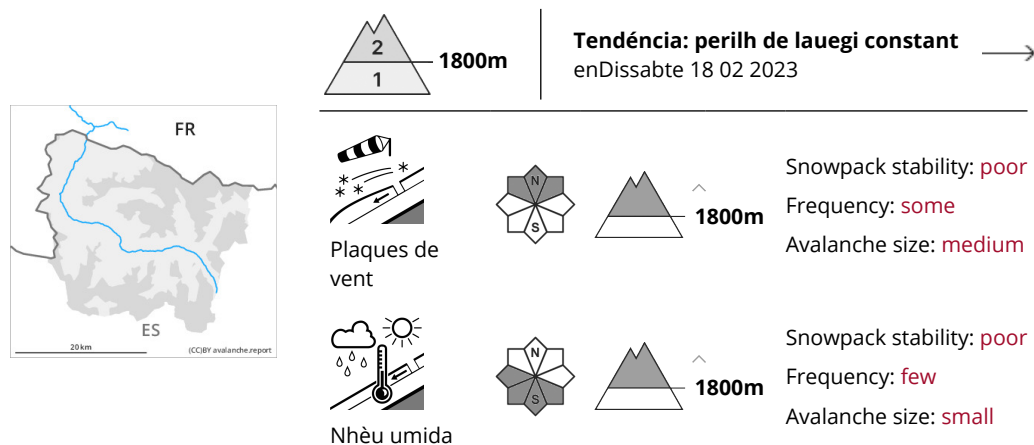 2
1
1800m
Tendéncia: perilh de lauegi constant
enDissabte 18 02 2023
FR
ES
20 km
(CC)BY avalanche.report
N
S
1800m
Plaques de
vent
Snowpack stability: poor
Frequency: some
Avalanche size: medium
N
S
1800m
Nhèu umida
Snowpack stability: poor
Frequency: few
Avalanche size: small